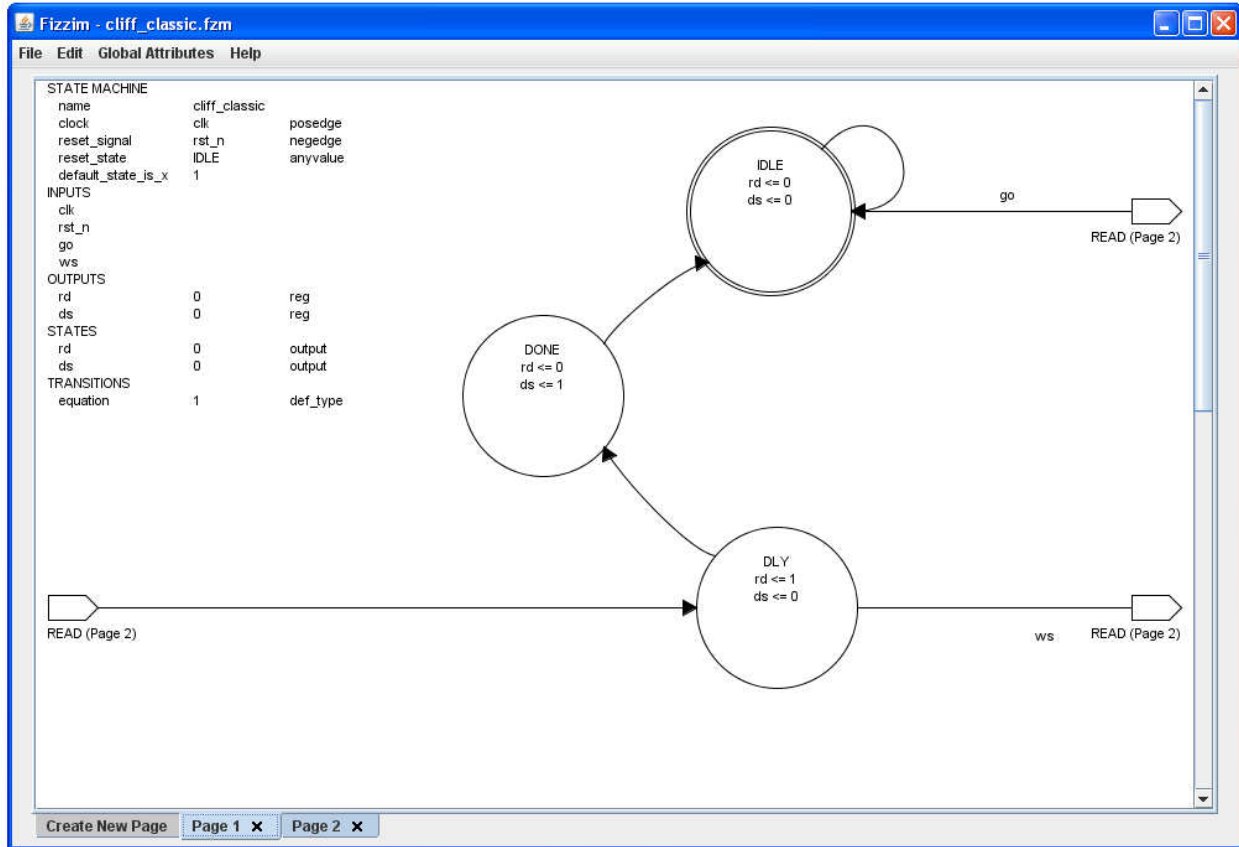 Fizzim - cliff_classic.fzm
File Edit Global Attributes Help
STATE MACHINE
name cliff_classic
clock clk posedge
reset_signal rst_n negedge
reset_state IDLE anyvalue
default_state_is_x 1
INPUTS
clk
rst_n
go
ws
OUTPUTS
rd 0 reg
ds 0 reg
STATES
rd 0 output
ds 0 output
TRANSITIONS
equation 1 def_type
IDLE
rd <= 0
ds <= 0
go
READ (Page 2)
DONE
rd <= 0
ds <= 1
DLY
rd <= 1
ds <= 0
READ (Page 2)
ws
READ (Page 2)
Create New Page Page 1 Page 2